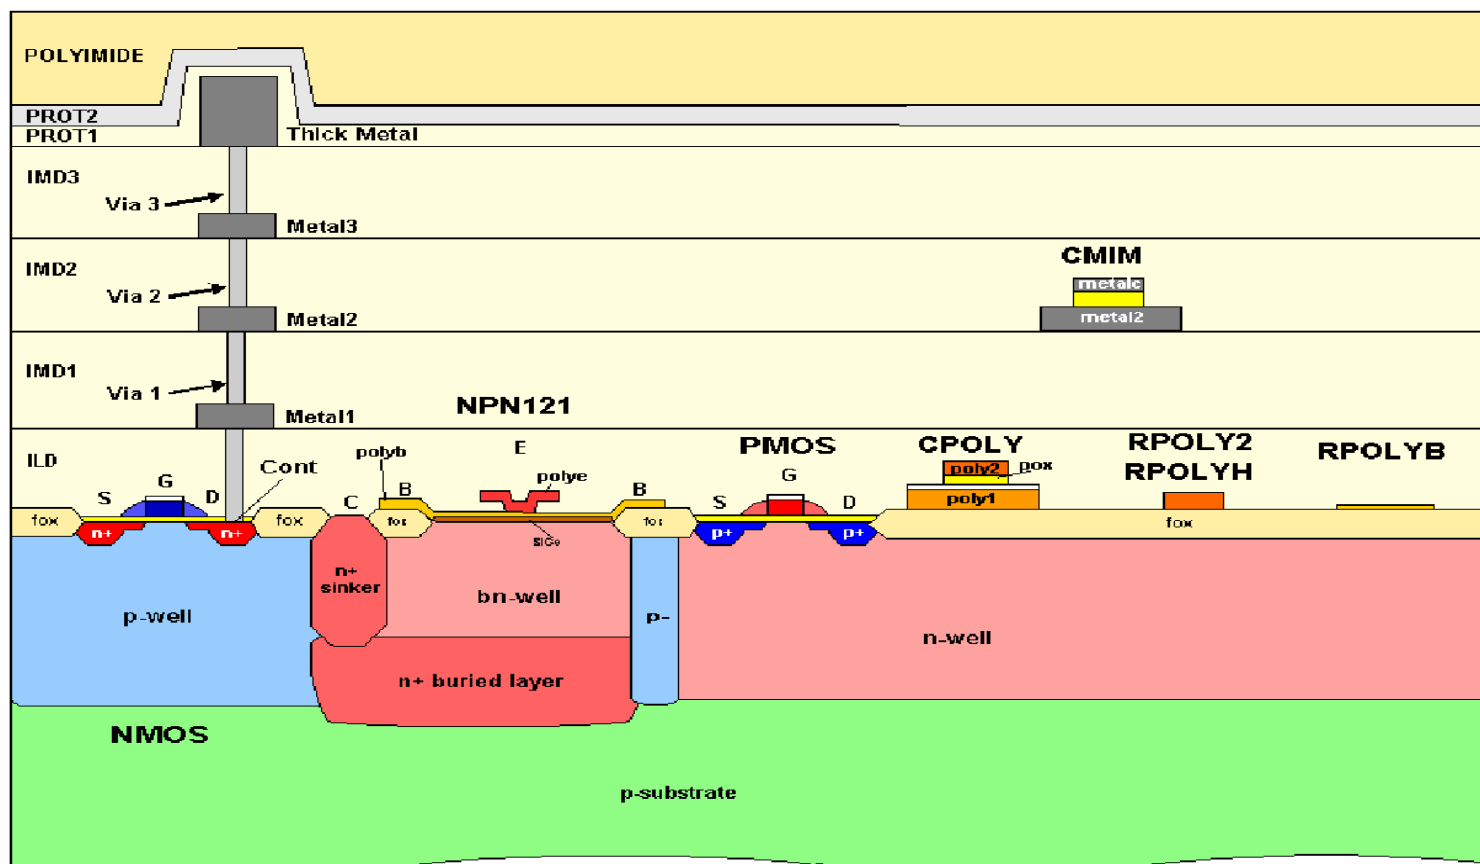 POLYIMIDE
PROT2
PROT1
Thick Metal
IMD3
Via 3
Metal3
IMD2
Via 2
Metal2
CMIM
metalc
metal2
IMD1
Via 1
Metal1
NPN121
ILD
Cont
S
G
D
polyb
B
E
polye
B
C
PMOS
G
S
D
CPOLY
poly2
pox
poly1
RPOLY2
RPOLYH
RPOLYB
fox
n+
n+
fox
fox
SiGe
fox
p+
p+
fox
p-well
n+
sinker
bn-well
p-
n-well
n+ buried layer
NMOS
p-substrate